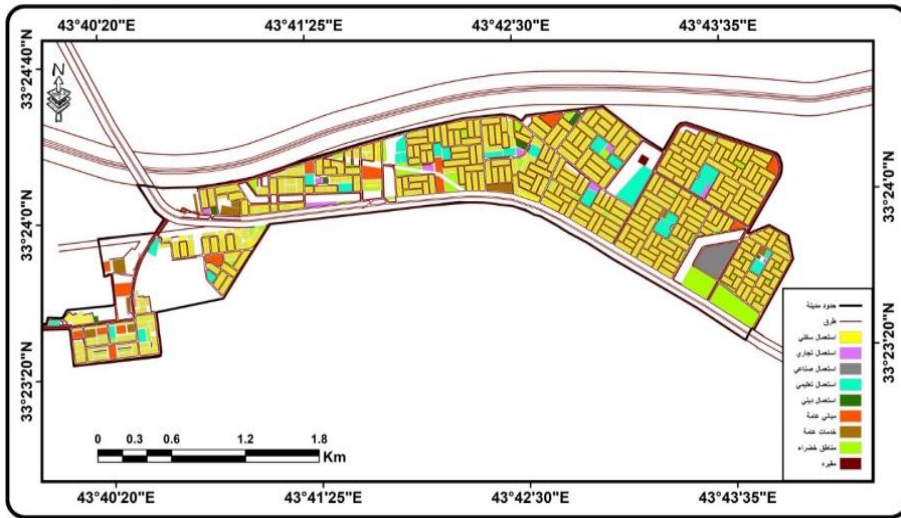 43°40'20"E 43°41'25"E 43°42'30"E 43°43'35"E
33°24'40"N
33°24'0"N
33°23'20"N
33°24'0"N
33°23'20"N
N
حدود مدينة
طرق
استعمال سكني
استعمال تجاري
استعمال صناعي
استعمال تعليمي
استعمال ديني
مباني عامة
خدمات عامة
مناطق خضراء
مقبره
0 0.3 0.6 1.2 1.8
Km
43°40'20"E 43°41'25"E 43°42'30"E 43°43'35"E